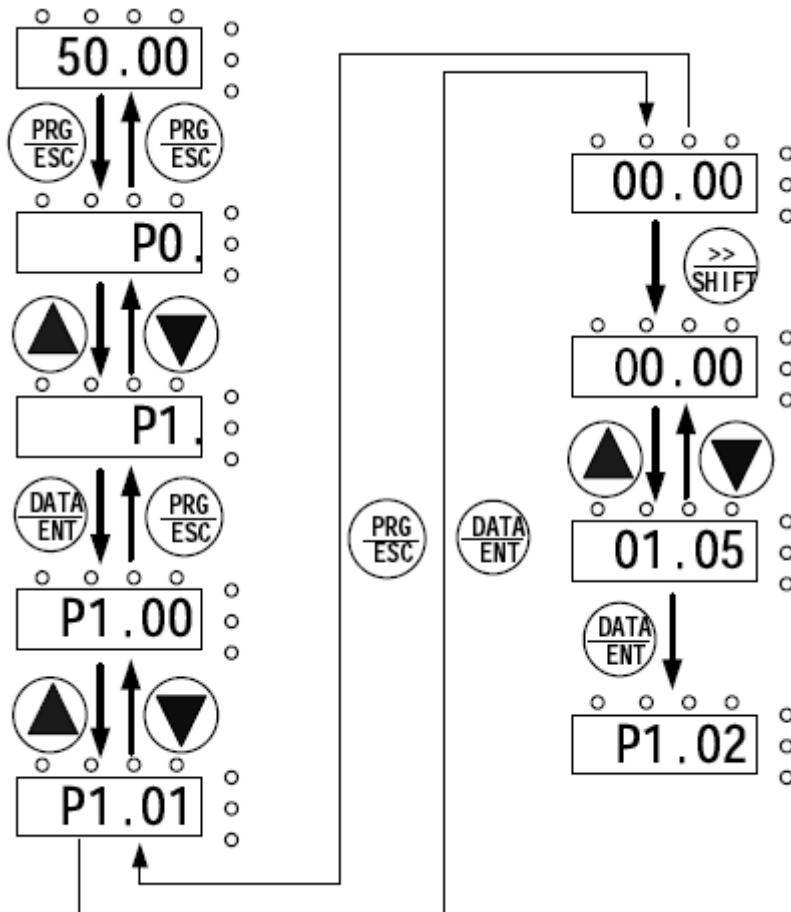 50.00
PRG
ESC
PRG
ESC
P0.
P1.
DATA
ENT
PRG
ESC
P1.00
P1.01
PRG
ESC
DATA
ENT
00.00
>>
SHIFT
00.00
01.05
DATA
ENT
P1.02